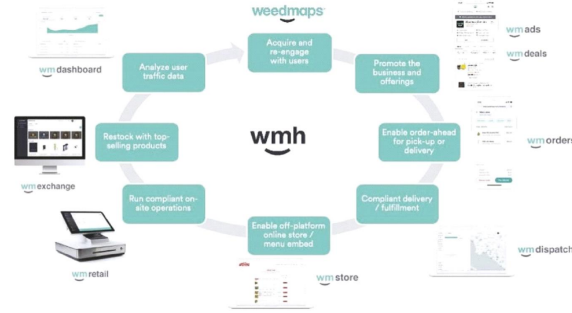 weedmaps
Acquire and
re-engage
with users
Promote the
business and
offerings
wm ads
wm deals
Enable order-ahead
for pick-up or
delivery
wm orders
Compliant delivery
/ fulfillment
wm dispatch
Enable off-platform
online store /
menu embed
wm store
Run compliant on-
site operations
wm retail
Restock with top-
selling products
wm exchange
Analyze user
traffic data
wm dashboard
wmh